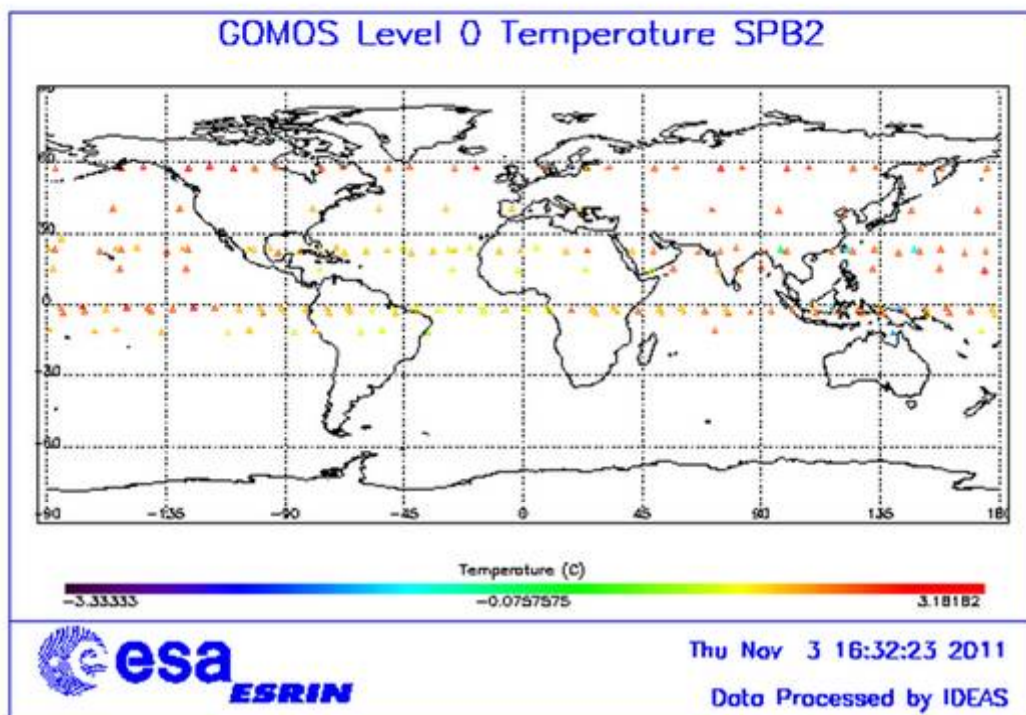 GOMOS Level 0 Temperature SPB2
60
30
0
-30
-60
-135 -90 -45 0 45 90 135 180
Temperature (C)
-3.33333 -0.0757575 3.18182
esa
ESRIN
Thu Nov 3 16:32:23 2011
Data Processed by IDEAS